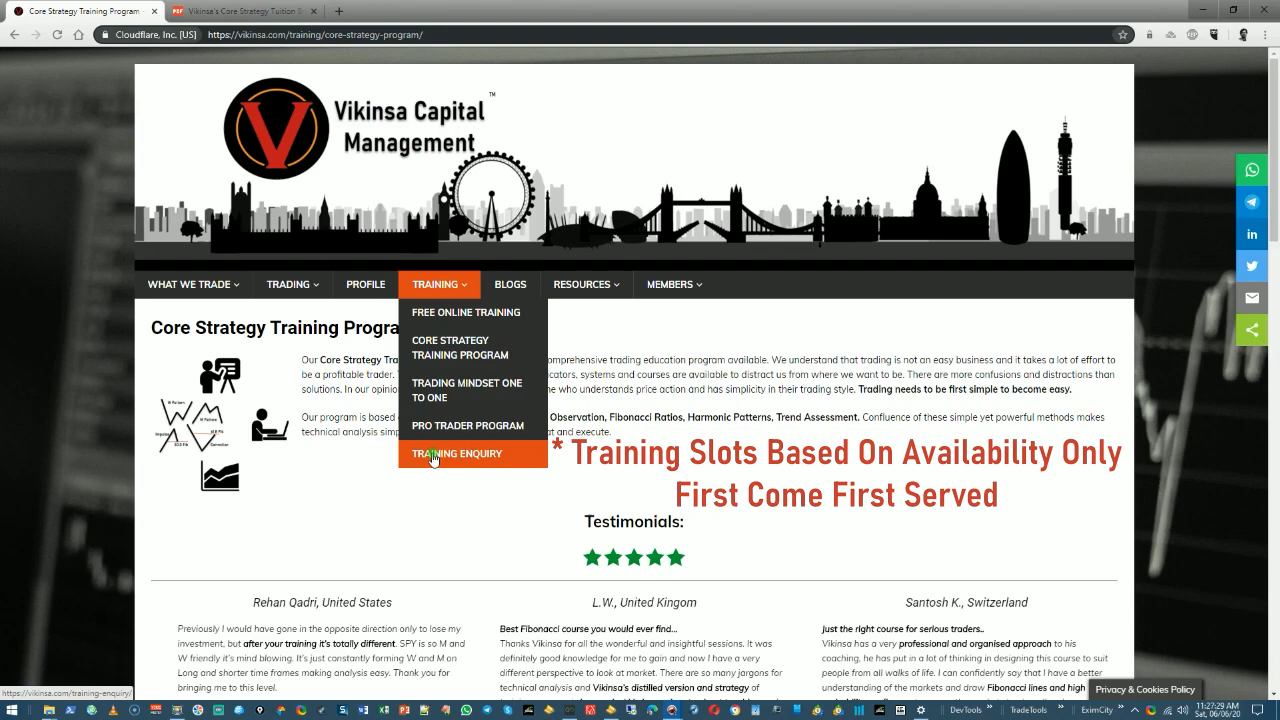 Core Strategy Training Program -
Vikinsa's Core Strategy Tuition S
Cloudflare, Inc. [US]
https://vikinsa.com/training/core-strategy-program/
V
Vikinsa Capital
Management
TM
WHAT WE TRADE
TRADING
PROFILE
TRAINING
BLOGS
RESOURCES
MEMBERS
FREE ONLINE TRAINING
CORE STRATEGY
TRAINING PROGRAM
TRADING MINDSET ONE
TO ONE
PRO TRADER PROGRAM
TRAINING ENQUIRY
Core Strategy Training Progra
Our Core Strategy Tra omprehensive trading education program available. We understand that trading is not an easy business and it takes a lot of effort to
be a profitable trader. T icators, systems and courses are available to distract us from where we want to be. There are more confusions and distractions than
solutions. In our opinion ne who understands price action and has simplicity in their trading style. Trading needs to be first simple to become easy.
Our program is based Observation, Fibonacci Ratios, Harmonic Patterns, Trend Assessment. Confluence of these simple yet powerful methods makes
technical analysis simp at and execute.
* Training Slots Based On Availability Only
First Come First Served
Testimonials:
Rehan Qadri, United States
Previously I would have gone in the opposite direction only to lose my
investment, but after your training it's totally different. SPY is so M and
W friendly it's mind blowing. It's just constantly forming W and M on
Long and shorter time frames making analysis easy. Thank you for
bringing me to this level.
L.W., United Kingom
Best Fibonacci course you would ever find...
Thanks Vikinsa for all the wonderful and insightful sessions. It was
definitely good knowledge for me to gain and now I have a very
different perspective to look at market. There are so many jargons for
technical analysis and Vikinsa's distilled version and strategy of
Santosh K., Switzerland
Just the right course for serious traders..
Vikinsa has a very professional and organised approach to his
coaching, he has put in a lot of thinking in designing this course to suit
people from all walks of life. I can confidently say that I have a better
understanding of the markets and draw Fibonacci lines and high
Privacy & Cookies Policy
https://vikinsa.com/training-enquiry/
DevTools
TradeTools
EximCity
11:27:29 AM
Sat, 06/06/20